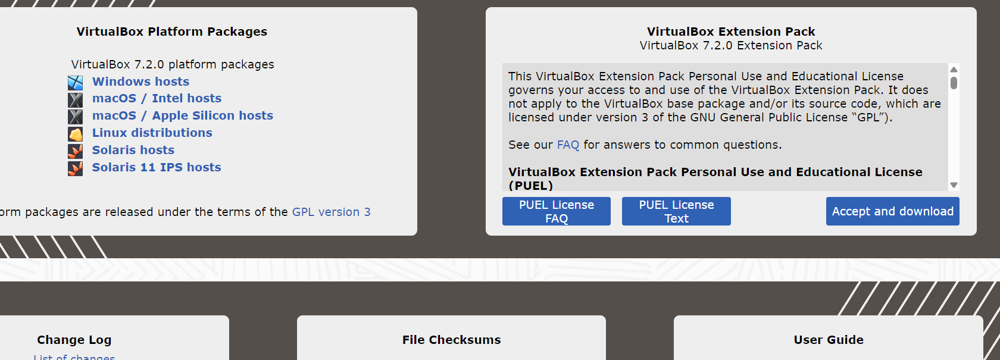 VirtualBox Platform Packages
VirtualBox 7.2.0 platform packages
Windows hosts
macOS / Intel hosts
macOS / Apple Silicon hosts
Linux distributions
Solaris hosts
Solaris 11 IPS hosts
packages are released under the terms of the GPL version 3
VirtualBox Extension Pack
VirtualBox 7.2.0 Extension Pack
This VirtualBox Extension Pack Personal Use and Educational License
governs your access to and use of the VirtualBox Extension Pack. It does
not apply to the VirtualBox base package and/or its source code, which are
licensed under version 3 of the GNU General Public License “GPL”).
See our FAQ for answers to common questions.
VirtualBox Extension Pack Personal Use and Educational License
(PUEL)
PUEL License
FAQ
PUEL License
Text
Accept and download
Change Log
List of changes
File Checksums
User Guide